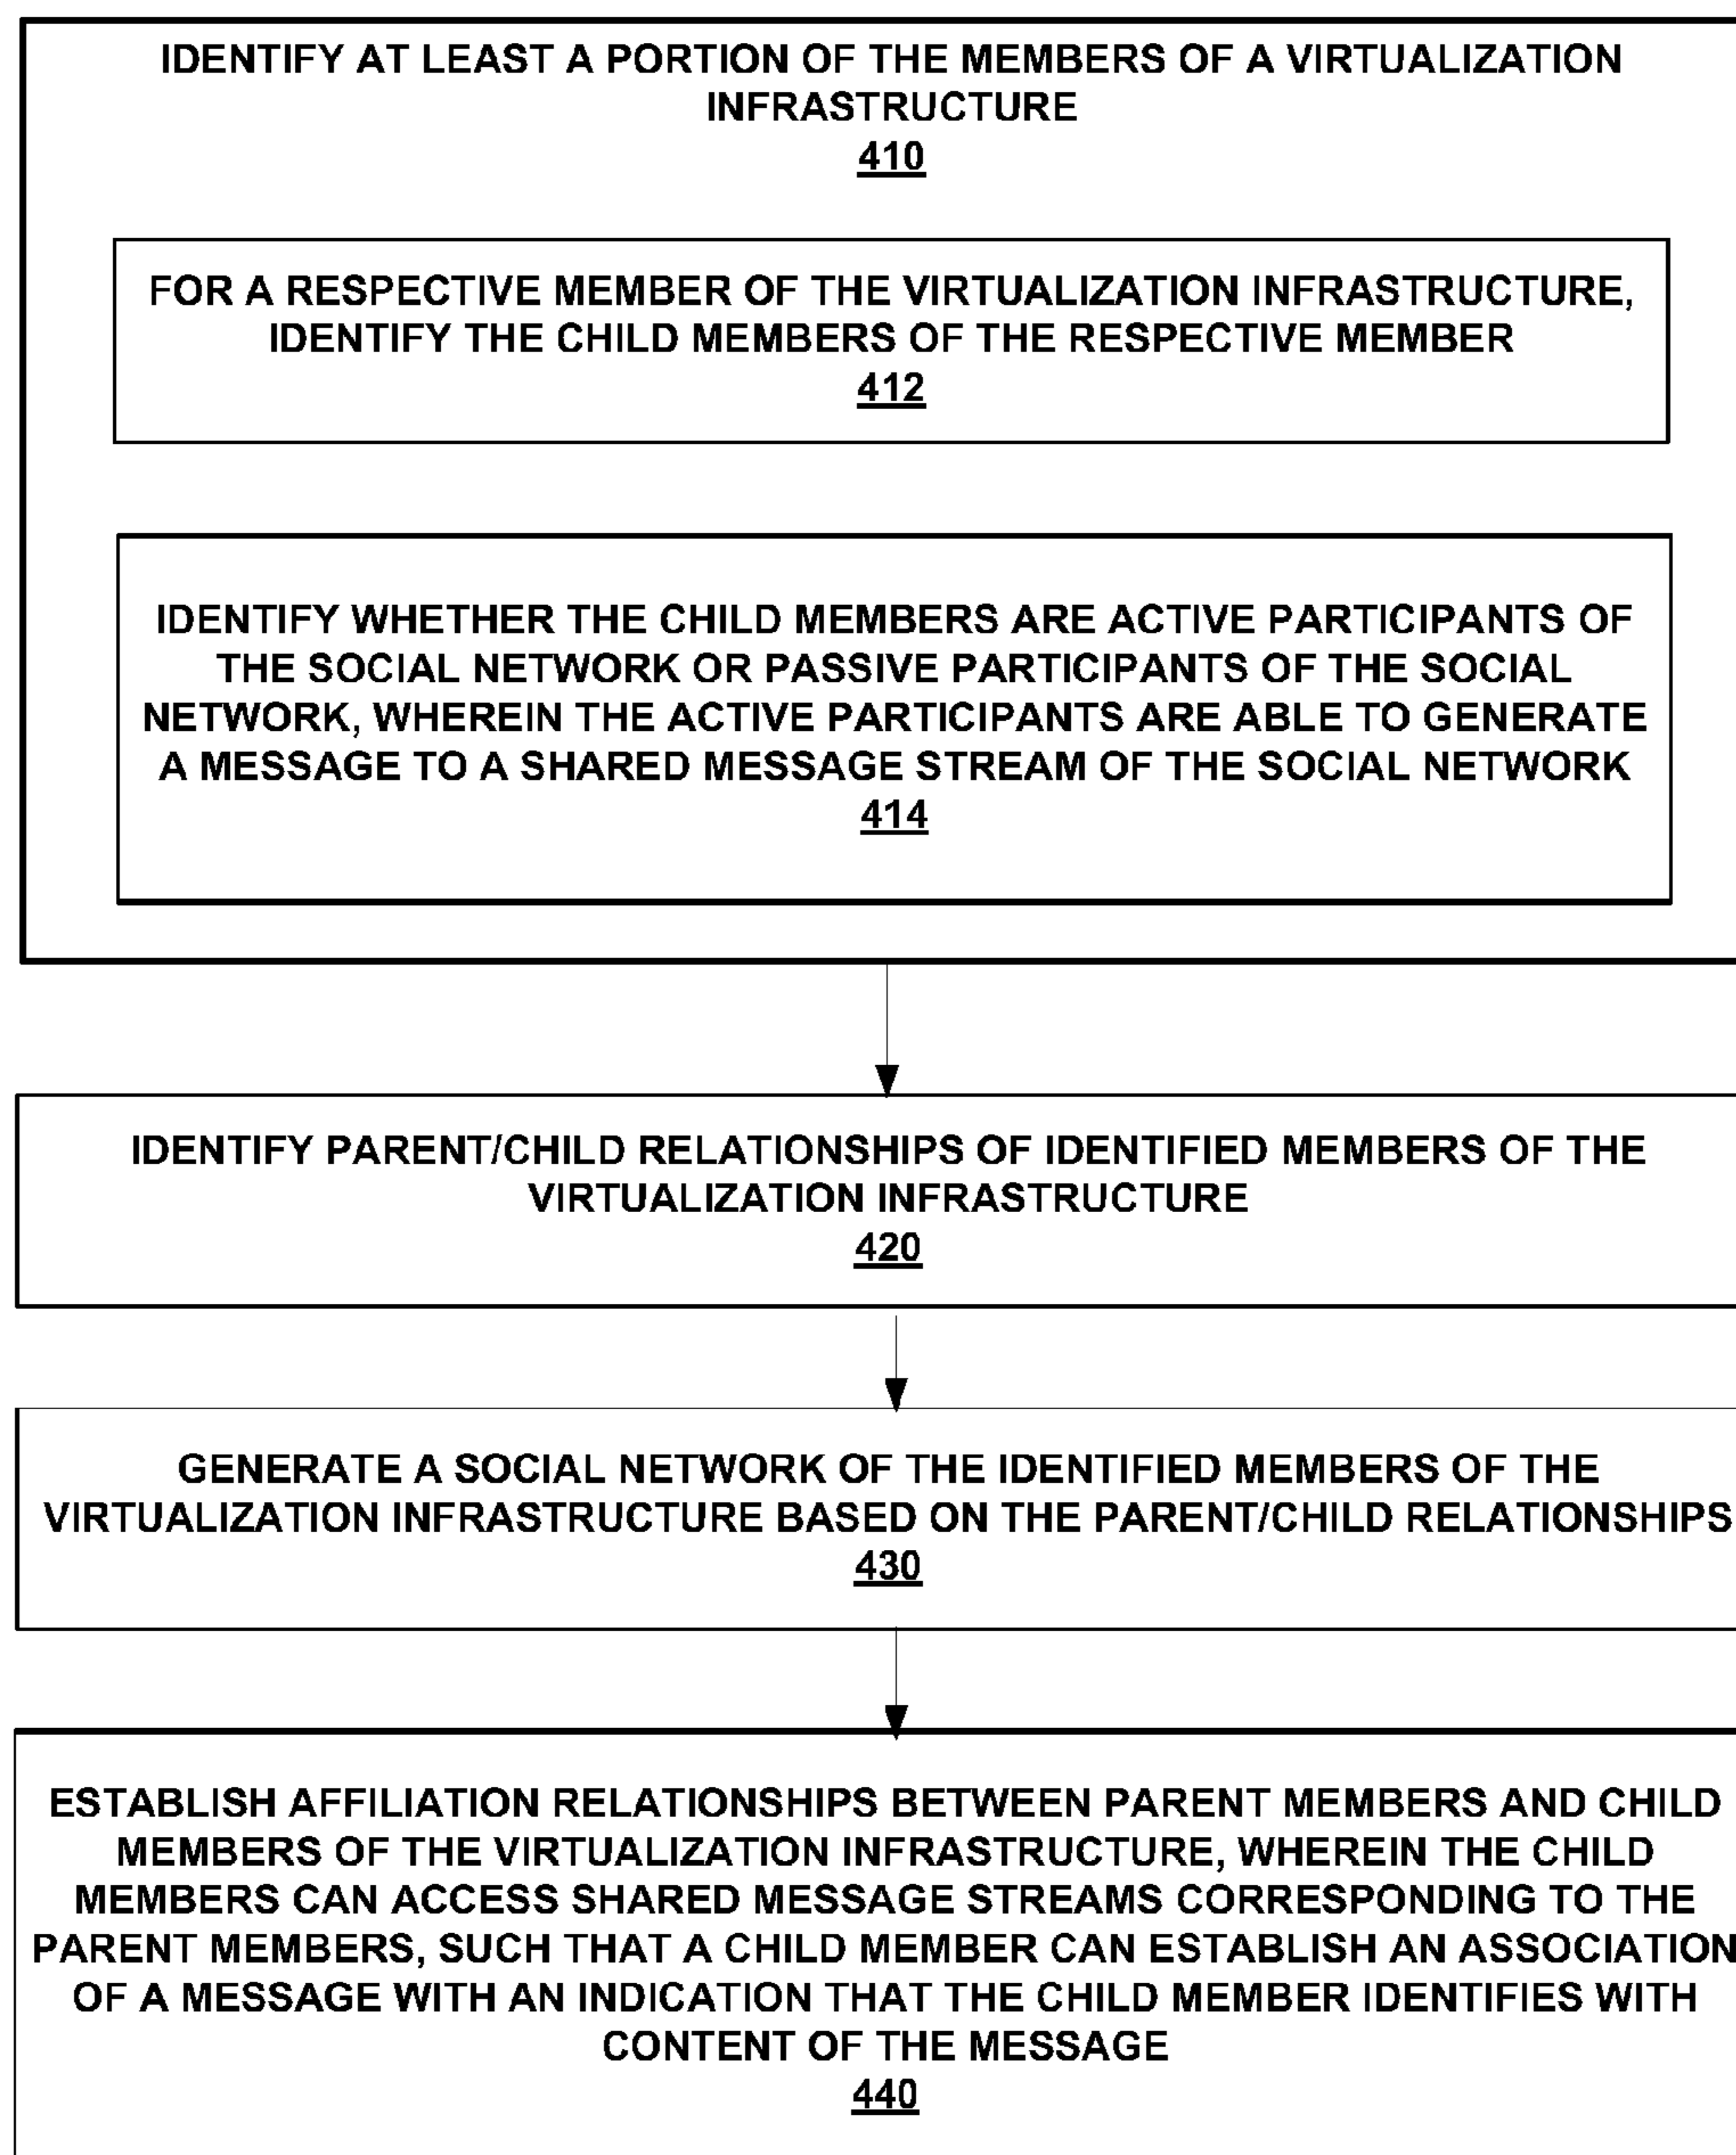 IDENTIFY AT LEAST A PORTION OF THE MEMBERS OF A VIRTUALIZATION
INFRASTRUCTURE
410
FOR A RESPECTIVE MEMBER OF THE VIRTUALIZATION INFRASTRUCTURE,
IDENTIFY THE CHILD MEMBERS OF THE RESPECTIVE MEMBER
412
IDENTIFY WHETHER THE CHILD MEMBERS ARE ACTIVE PARTICIPANTS OF
THE SOCIAL NETWORK OR PASSIVE PARTICIPANTS OF THE SOCIAL
NETWORK, WHEREIN THE ACTIVE PARTICIPANTS ARE ABLE TO GENERATE
A MESSAGE TO A SHARED MESSAGE STREAM OF THE SOCIAL NETWORK
414
IDENTIFY PARENT/CHILD RELATIONSHIPS OF IDENTIFIED MEMBERS OF THE
VIRTUALIZATION INFRASTRUCTURE
420
GENERATE A SOCIAL NETWORK OF THE IDENTIFIED MEMBERS OF THE
VIRTUALIZATION INFRASTRUCTURE BASED ON THE PARENT/CHILD RELATIONSHIPS
430
ESTABLISH AFFILIATION RELATIONSHIPS BETWEEN PARENT MEMBERS AND CHILD
MEMBERS OF THE VIRTUALIZATION INFRASTRUCTURE, WHEREIN THE CHILD
MEMBERS CAN ACCESS SHARED MESSAGE STREAMS CORRESPONDING TO THE
PARENT MEMBERS, SUCH THAT A CHILD MEMBER CAN ESTABLISH AN ASSOCIATION
OF A MESSAGE WITH AN INDICATION THAT THE CHILD MEMBER IDENTIFIES WITH
CONTENT OF THE MESSAGE
440